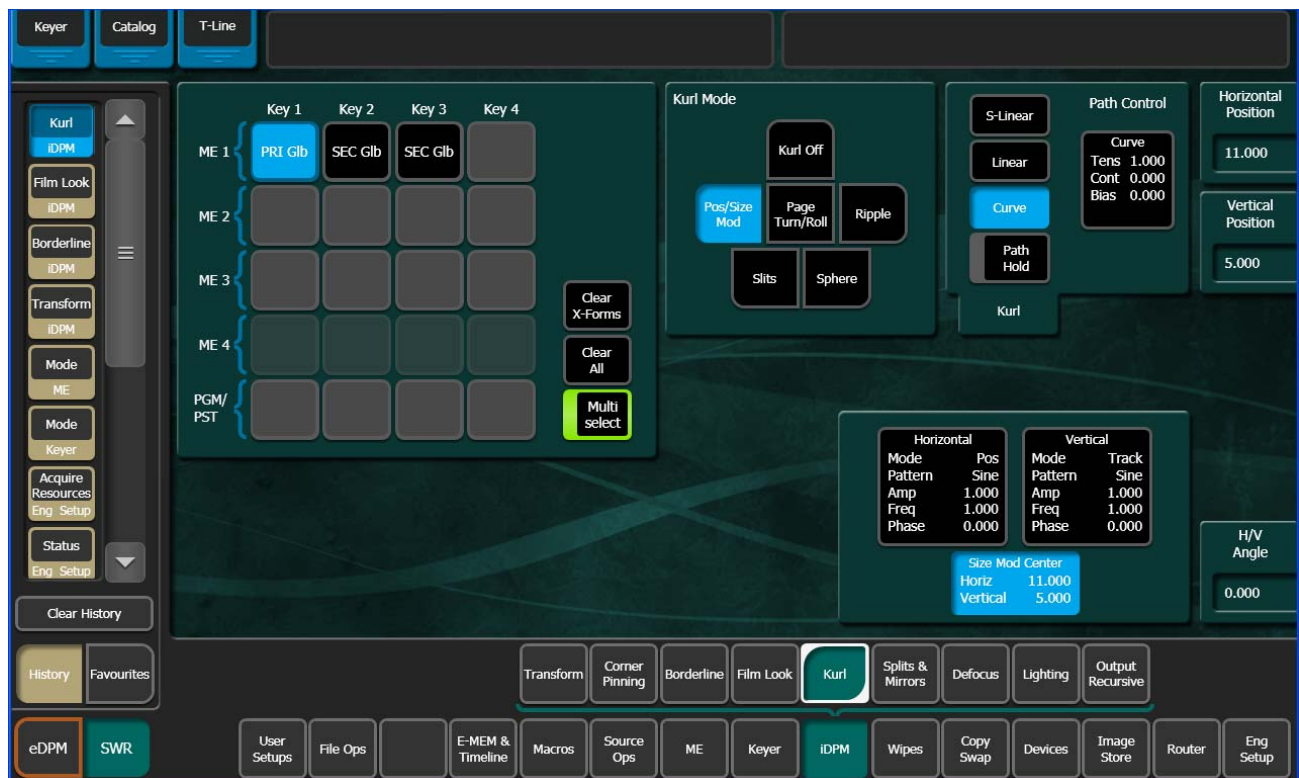 Keyer
Catalog
T-Line
Kurl
iDPM
Film Look
iDPM
Borderline
iDPM
Transform
iDPM
Mode
ME
Mode
Keyer
Acquire
Resources
Eng Setup
Status
Eng Setup
Clear History
History
Favourites
eDPM
SWR
Key 1
Key 2
Key 3
Key 4
ME 1
PRI Glb
SEC Glb
SEC Glb
ME 2
ME 3
ME 4
PGM/
PST
Clear
X-Forms
Clear
All
Multi
select
Kurl Mode
Kurl Off
Pos/Size
Mod
Page
Turn/Roll
Ripple
Slits
Sphere
S-Linear
Linear
Curve
Path
Hold
Path Control
Curve
Tens 1.000
Cont 0.000
Bias 0.000
Kurl
Horizontal
Position
11.000
Vertical
Position
5.000
Horizontal
Mode Pos
Pattern Sine
Amp 1.000
Freq 1.000
Phase 0.000
Vertical
Mode Track
Pattern Sine
Amp 1.000
Freq 1.000
Phase 0.000
Size Mod Center
Horiz 11.000
Vertical 5.000
H/V
Angle
0.000
Transform
Corner
Pinning
Borderline
Film Look
Kurl
Splits &
Mirrors
Defocus
Lighting
Output
Recursive
User
Setups
File Ops
E-MEM &
Timeline
Macros
Source
Ops
ME
Keyer
iDPM
Wipes
Copy
Swap
Devices
Image
Store
Router
Eng
Setup